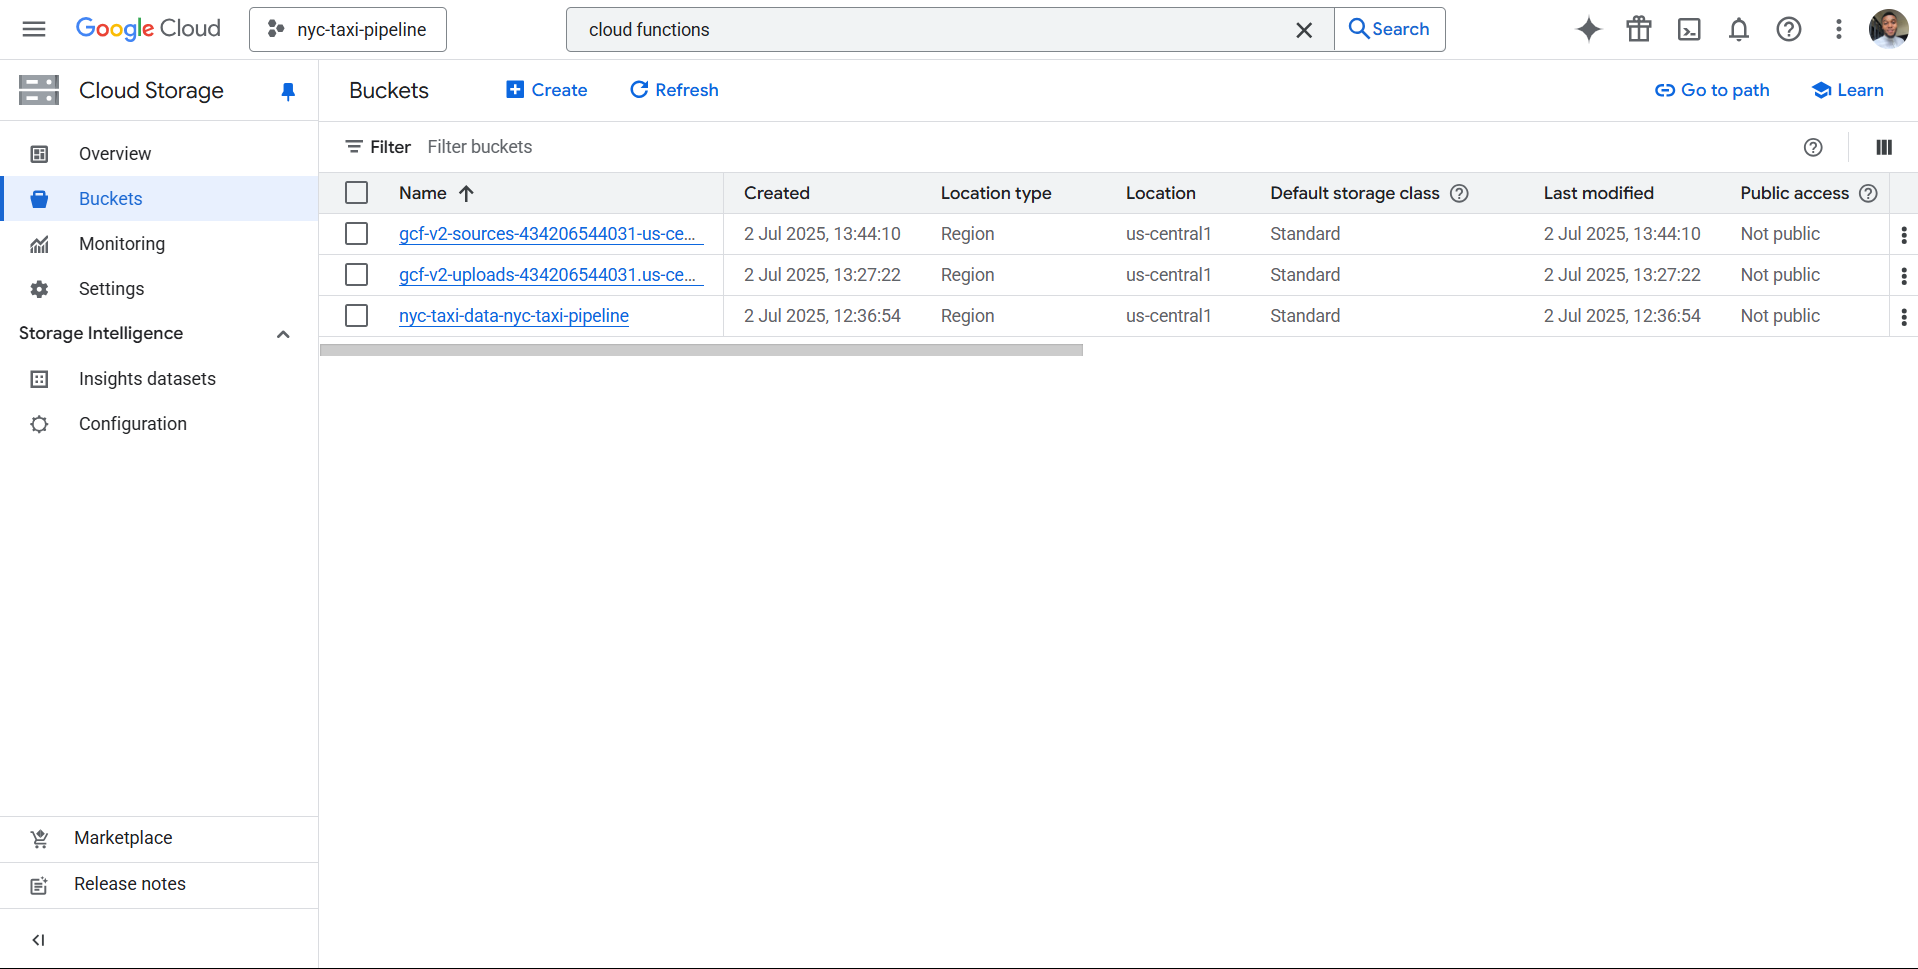 Google Cloud nyc-taxi-pipeline cloud functions Search
Cloud Storage
Overview
Buckets
Monitoring
Settings
Storage Intelligence
Insights datasets
Configuration
Marketplace
Release notes
Buckets Create Refresh Go to path Learn
Filter Filter buckets
Name Created Location type Location Default storage class Last modified Public access
gcf-v2-sources-434206544031-us-ce... 2 Jul 2025, 13:44:10 Region us-central1 Standard 2 Jul 2025, 13:44:10 Not public
gcf-v2-uploads-434206544031.us-ce... 2 Jul 2025, 13:27:22 Region us-central1 Standard 2 Jul 2025, 13:27:22 Not public
nyc-taxi-data-nyc-taxi-pipeline 2 Jul 2025, 12:36:54 Region us-central1 Standard 2 Jul 2025, 12:36:54 Not public